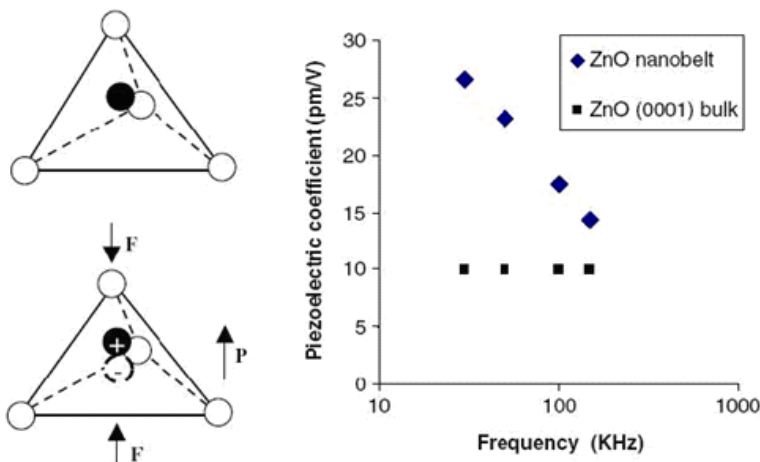 F
+
-
P
F
Piezoelectric coefficient (pm/V)
30
25
20
15
10
5
0
10
100
1000
Frequency (KHz)
ZnO nanobelt
ZnO (0001) bulk